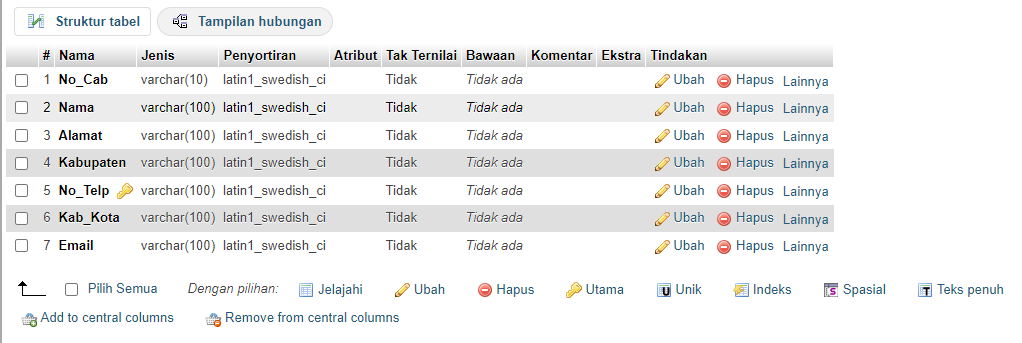 Struktur tabel Tampilan hubungan
# Nama Jenis Penyortiran Atribut Tak Ternilai Bawaan Komentar Ekstra Tindakan
1 No_Cab varchar(10) latin1_swedish_ci Tidak Tidak ada Ubah Hapus Lainnya
2 Nama varchar(100) latin1_swedish_ci Tidak Tidak ada Ubah Hapus Lainnya
3 Alamat varchar(100) latin1_swedish_ci Tidak Tidak ada Ubah Hapus Lainnya
4 Kabupaten varchar(100) latin1_swedish_ci Tidak Tidak ada Ubah Hapus Lainnya
5 No_Telp varchar(100) latin1_swedish_ci Tidak Tidak ada Ubah Hapus Lainnya
6 Kab_Kota varchar(100) latin1_swedish_ci Tidak Tidak ada Ubah Hapus Lainnya
7 Email varchar(100) latin1_swedish_ci Tidak Tidak ada Ubah Hapus Lainnya
Pilih Semua Dengan pilihan: Jelajahi Ubah Hapus Utama Unik Indeks Spasial Teks penuh
Add to central columns Remove from central columns